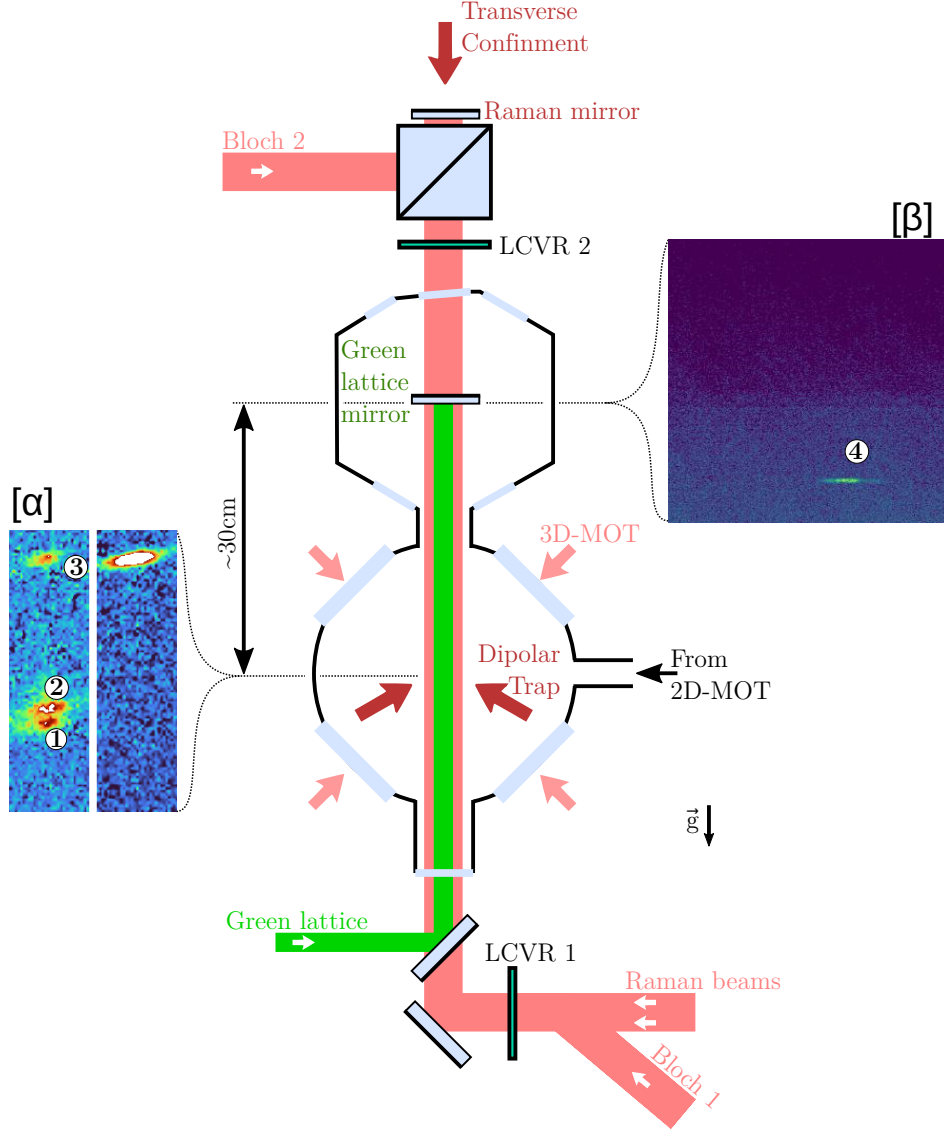 Transverse
Confinment
Raman mirror
Bloch 2
LCVR 2
[β]
Green
lattice
mirror
4
[α]
~30cm
3D-MOT
3
2
1
Dipolar
Trap
From
2D-MOT
g⃗
Green lattice
LCVR 1
Raman beams
Bloch 1